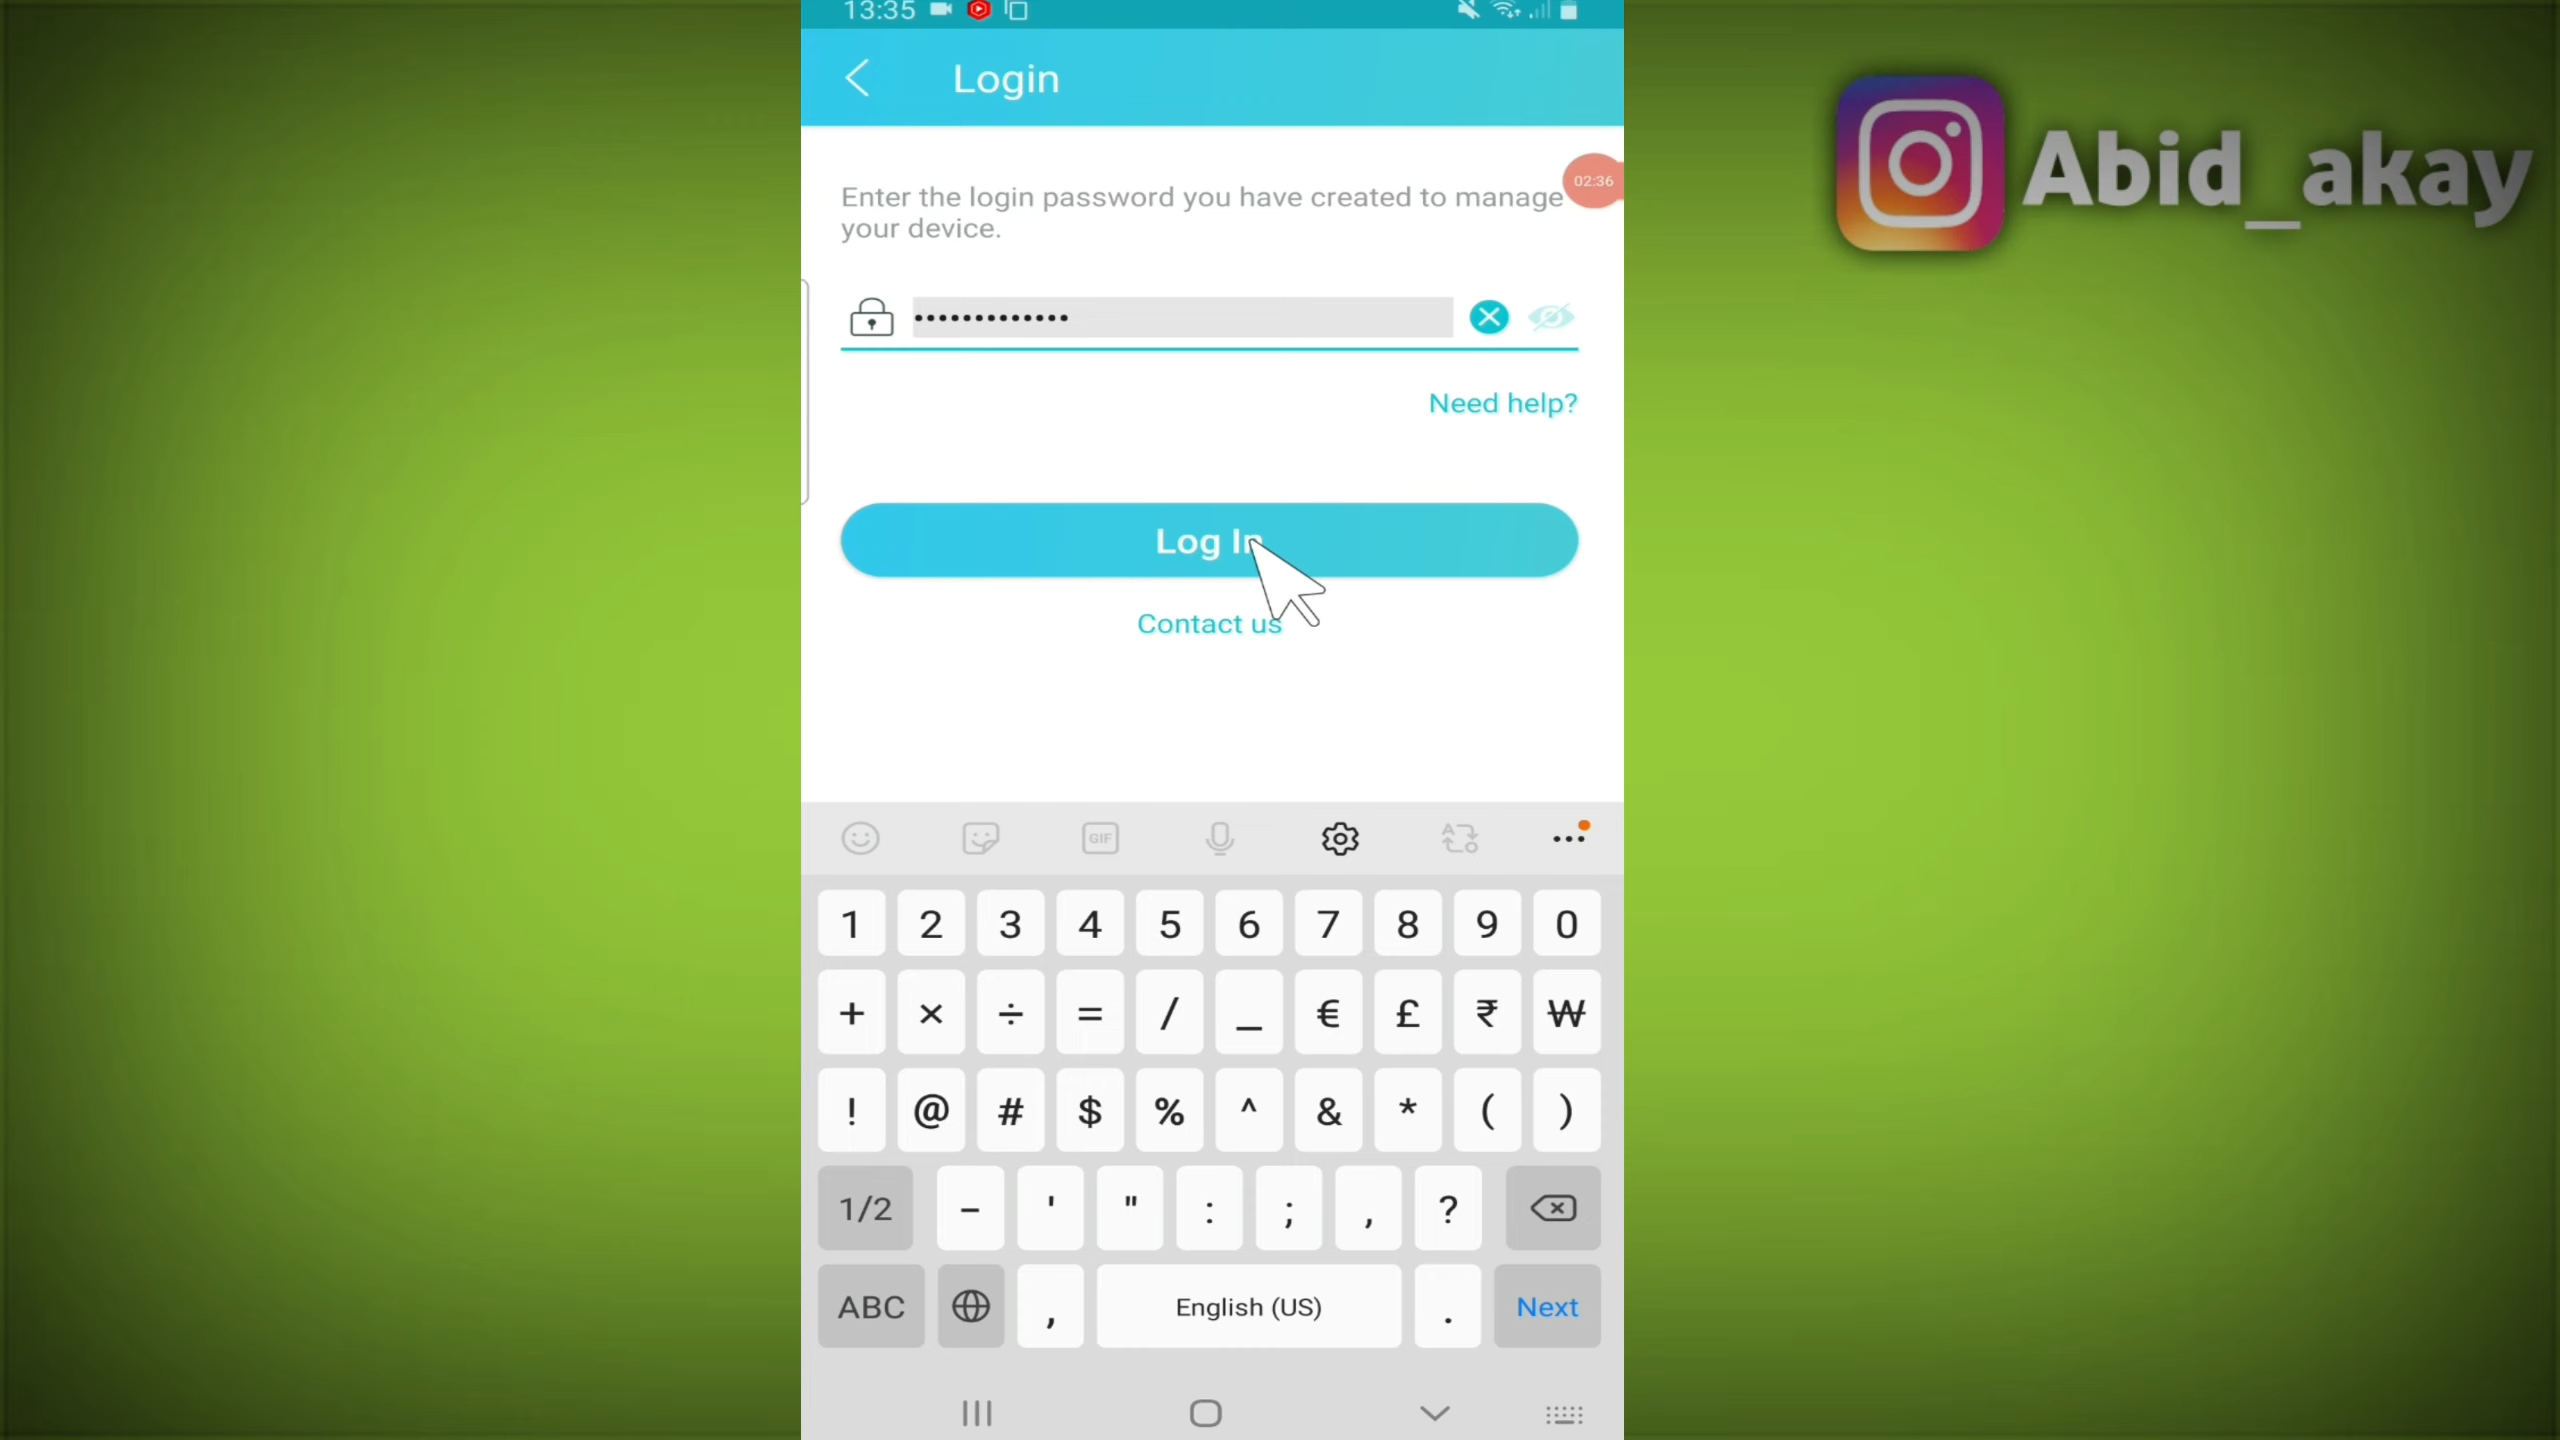 13:35
Login
Abid_akay
02:36
Enter the login password you have created to manage
your device.
•••••••••••••
Need help?
Log In
Contact us
GIF
1 2 3 4 5 6 7 8 9 0
+ × ÷ = / _ € £ ₹ ₩
! @ # $ % ^ & * ( )
1/2 - ' " : ; , ?
ABC , English (US) . Next